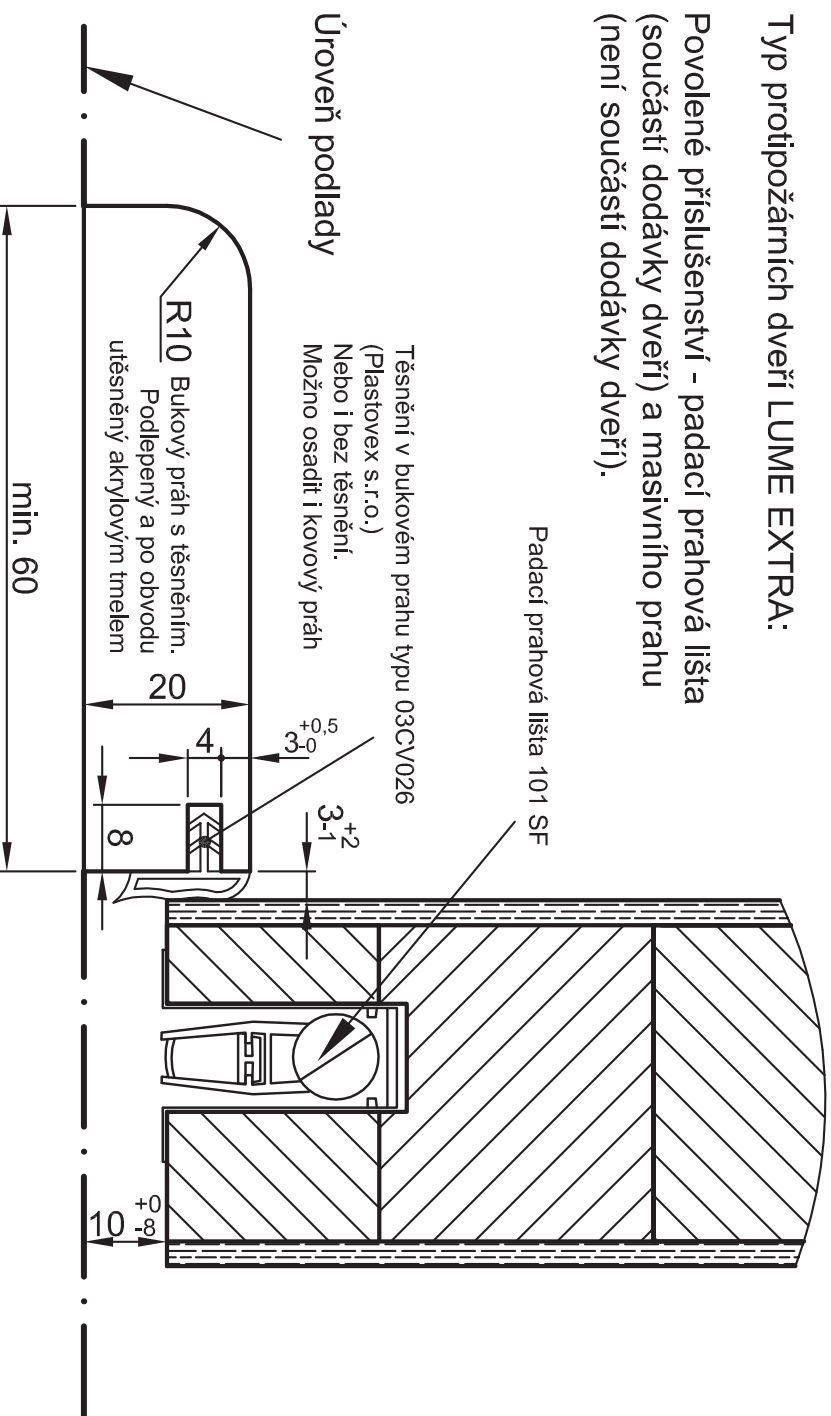 Typ protipožárních dveří LUME EXTRA:
Povolené příslušenství - padací prahová lišta
(součástí dodávky dveří) a masivního prahu
(není součástí dodávky dveří).
Padací prahová lišta 101 SF
Těsnění v bukovém prahu typu 03CV026
(Plastovex s.r.o.)
Nebo i bez těsnění.
Možno osadit i kovový práh
Úroveň podlady
R10
Bukový práh s těsněním.
Podlepený a po obvodu
utěsněný akrylovým tmelem
20
4
3 +0,5 -0
3 +2 -1
8
10 +0 -8
min. 60